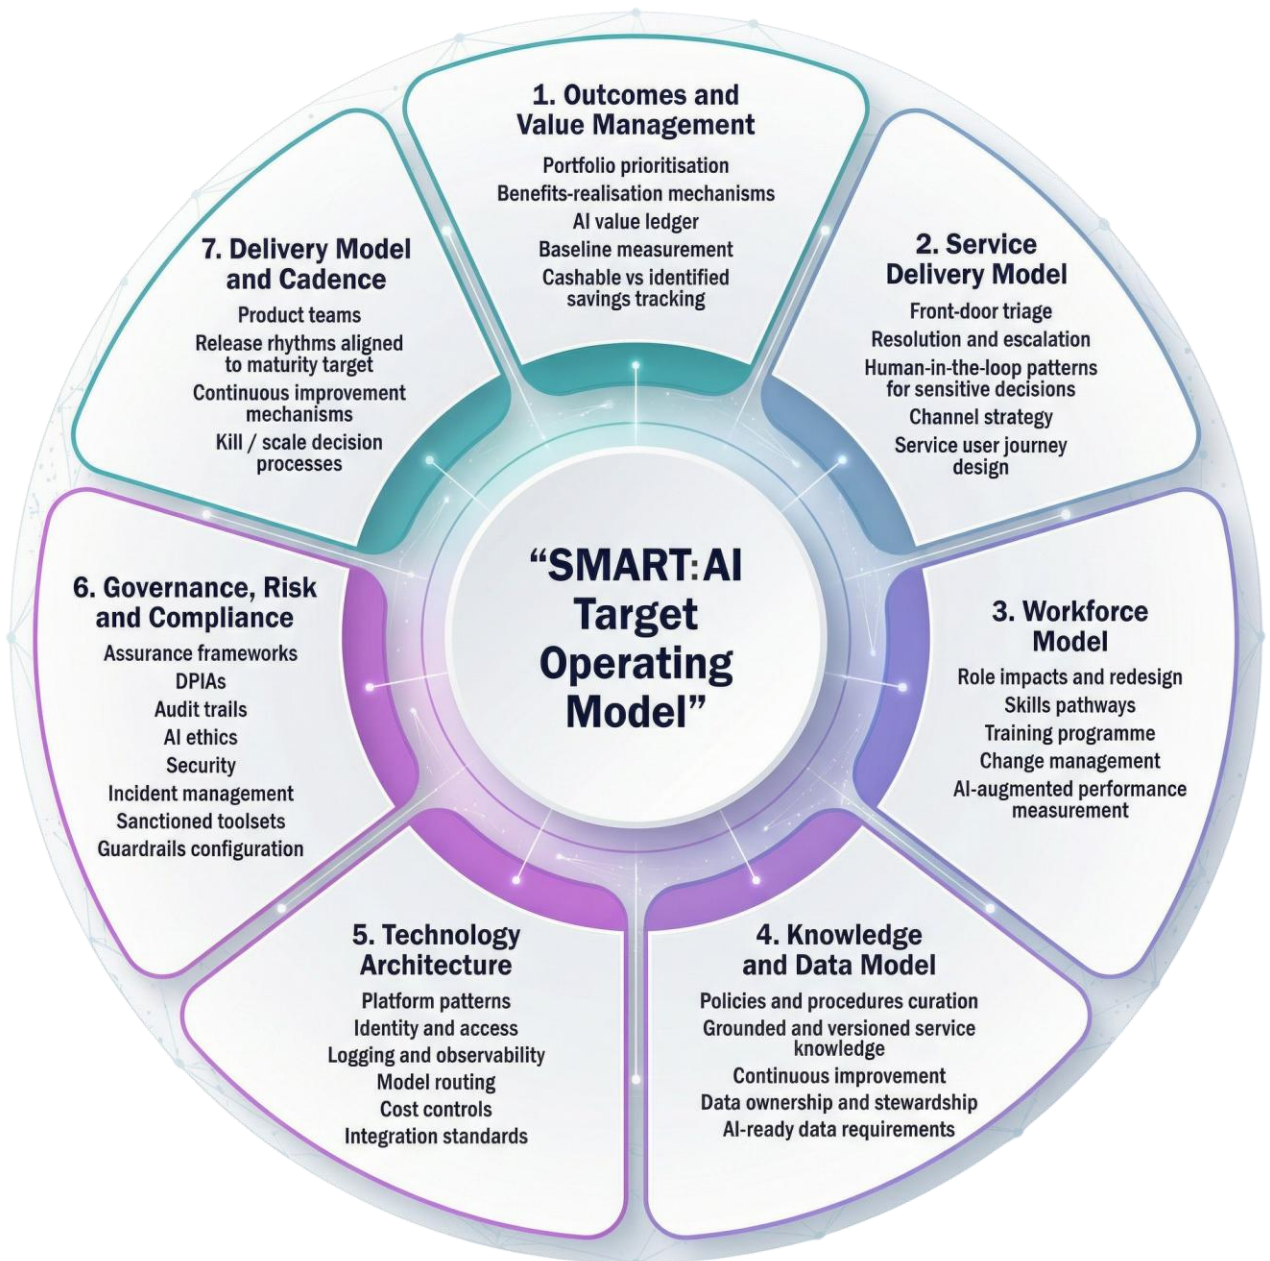 1. Outcomes and
Value Management
Portfolio prioritisation
Benefits-realisation mechanisms
AI value ledger
Baseline measurement
Cashable vs identified
savings tracking
2. Service
Delivery Model
Front-door triage
Resolution and escalation
Human-in-the-loop patterns
for sensitive decisions
Channel strategy
Service user journey
design
3. Workforce
Model
Role impacts and redesign
Skills pathways
Training programme
Change management
AI-augmented performance
measurement
4. Knowledge
and Data Model
Policies and procedures curation
Grounded and versioned service
knowledge
Continuous improvement
Data ownership and stewardship
AI-ready data requirements
5. Technology
Architecture
Platform patterns
Identity and access
Logging and observability
Model routing
Cost controls
Integration standards
6. Governance, Risk
and Compliance
Assurance frameworks
DPIAs
Audit trails
AI ethics
Security
Incident management
Sanctioned toolsets
Guardrails configuration
7. Delivery Model
and Cadence
Product teams
Release rhythms aligned
to maturity target
Continuous improvement
mechanisms
Kill / scale decision
processes
“SMART:AI
Target
Operating
Model”